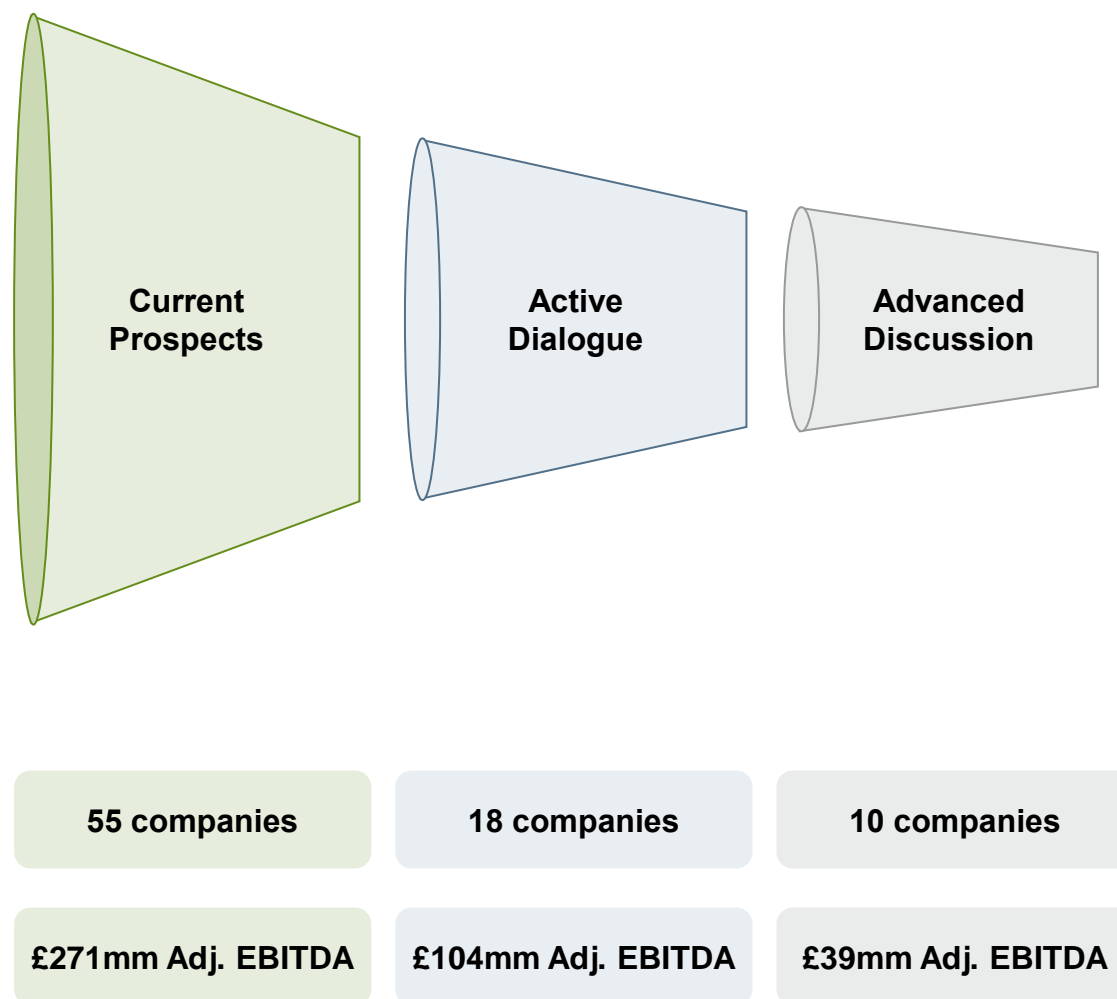 Current
Prospects
Active
Dialogue
Advanced
Discussion
55 companies
18 companies
10 companies
£271mm Adj. EBITDA
£104mm Adj. EBITDA
£39mm Adj. EBITDA